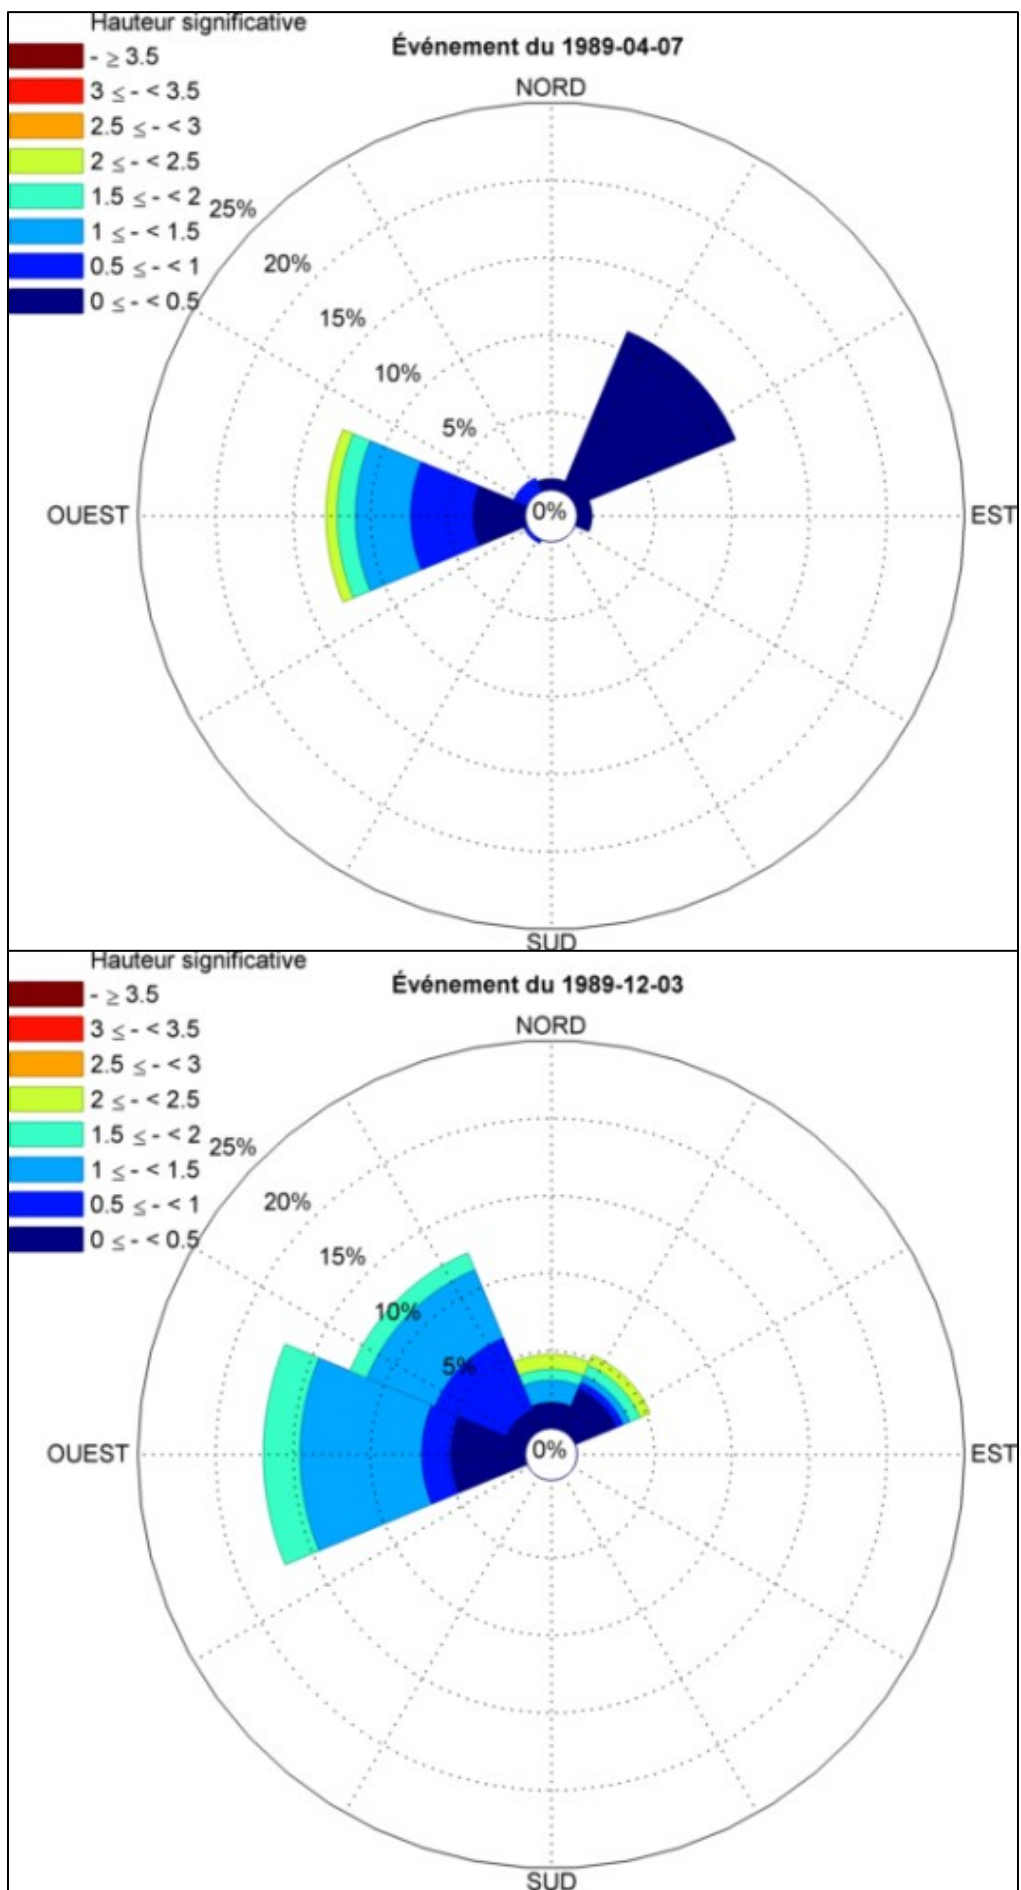 Hauteur significative
Événement du 1989-04-07
- ≥ 3.5
3 ≤ - < 3.5
2.5 ≤ - < 3
2 ≤ - < 2.5
1.5 ≤ - < 2
1 ≤ - < 1.5
0.5 ≤ - < 1
0 ≤ - < 0.5
NORD
25%
20%
15%
10%
5%
0%
OUEST
EST
SUD
Hauteur significative
Événement du 1989-12-03
- ≥ 3.5
3 ≤ - < 3.5
2.5 ≤ - < 3
2 ≤ - < 2.5
1.5 ≤ - < 2
1 ≤ - < 1.5
0.5 ≤ - < 1
0 ≤ - < 0.5
NORD
25%
20%
15%
10%
5%
0%
OUEST
EST
SUD